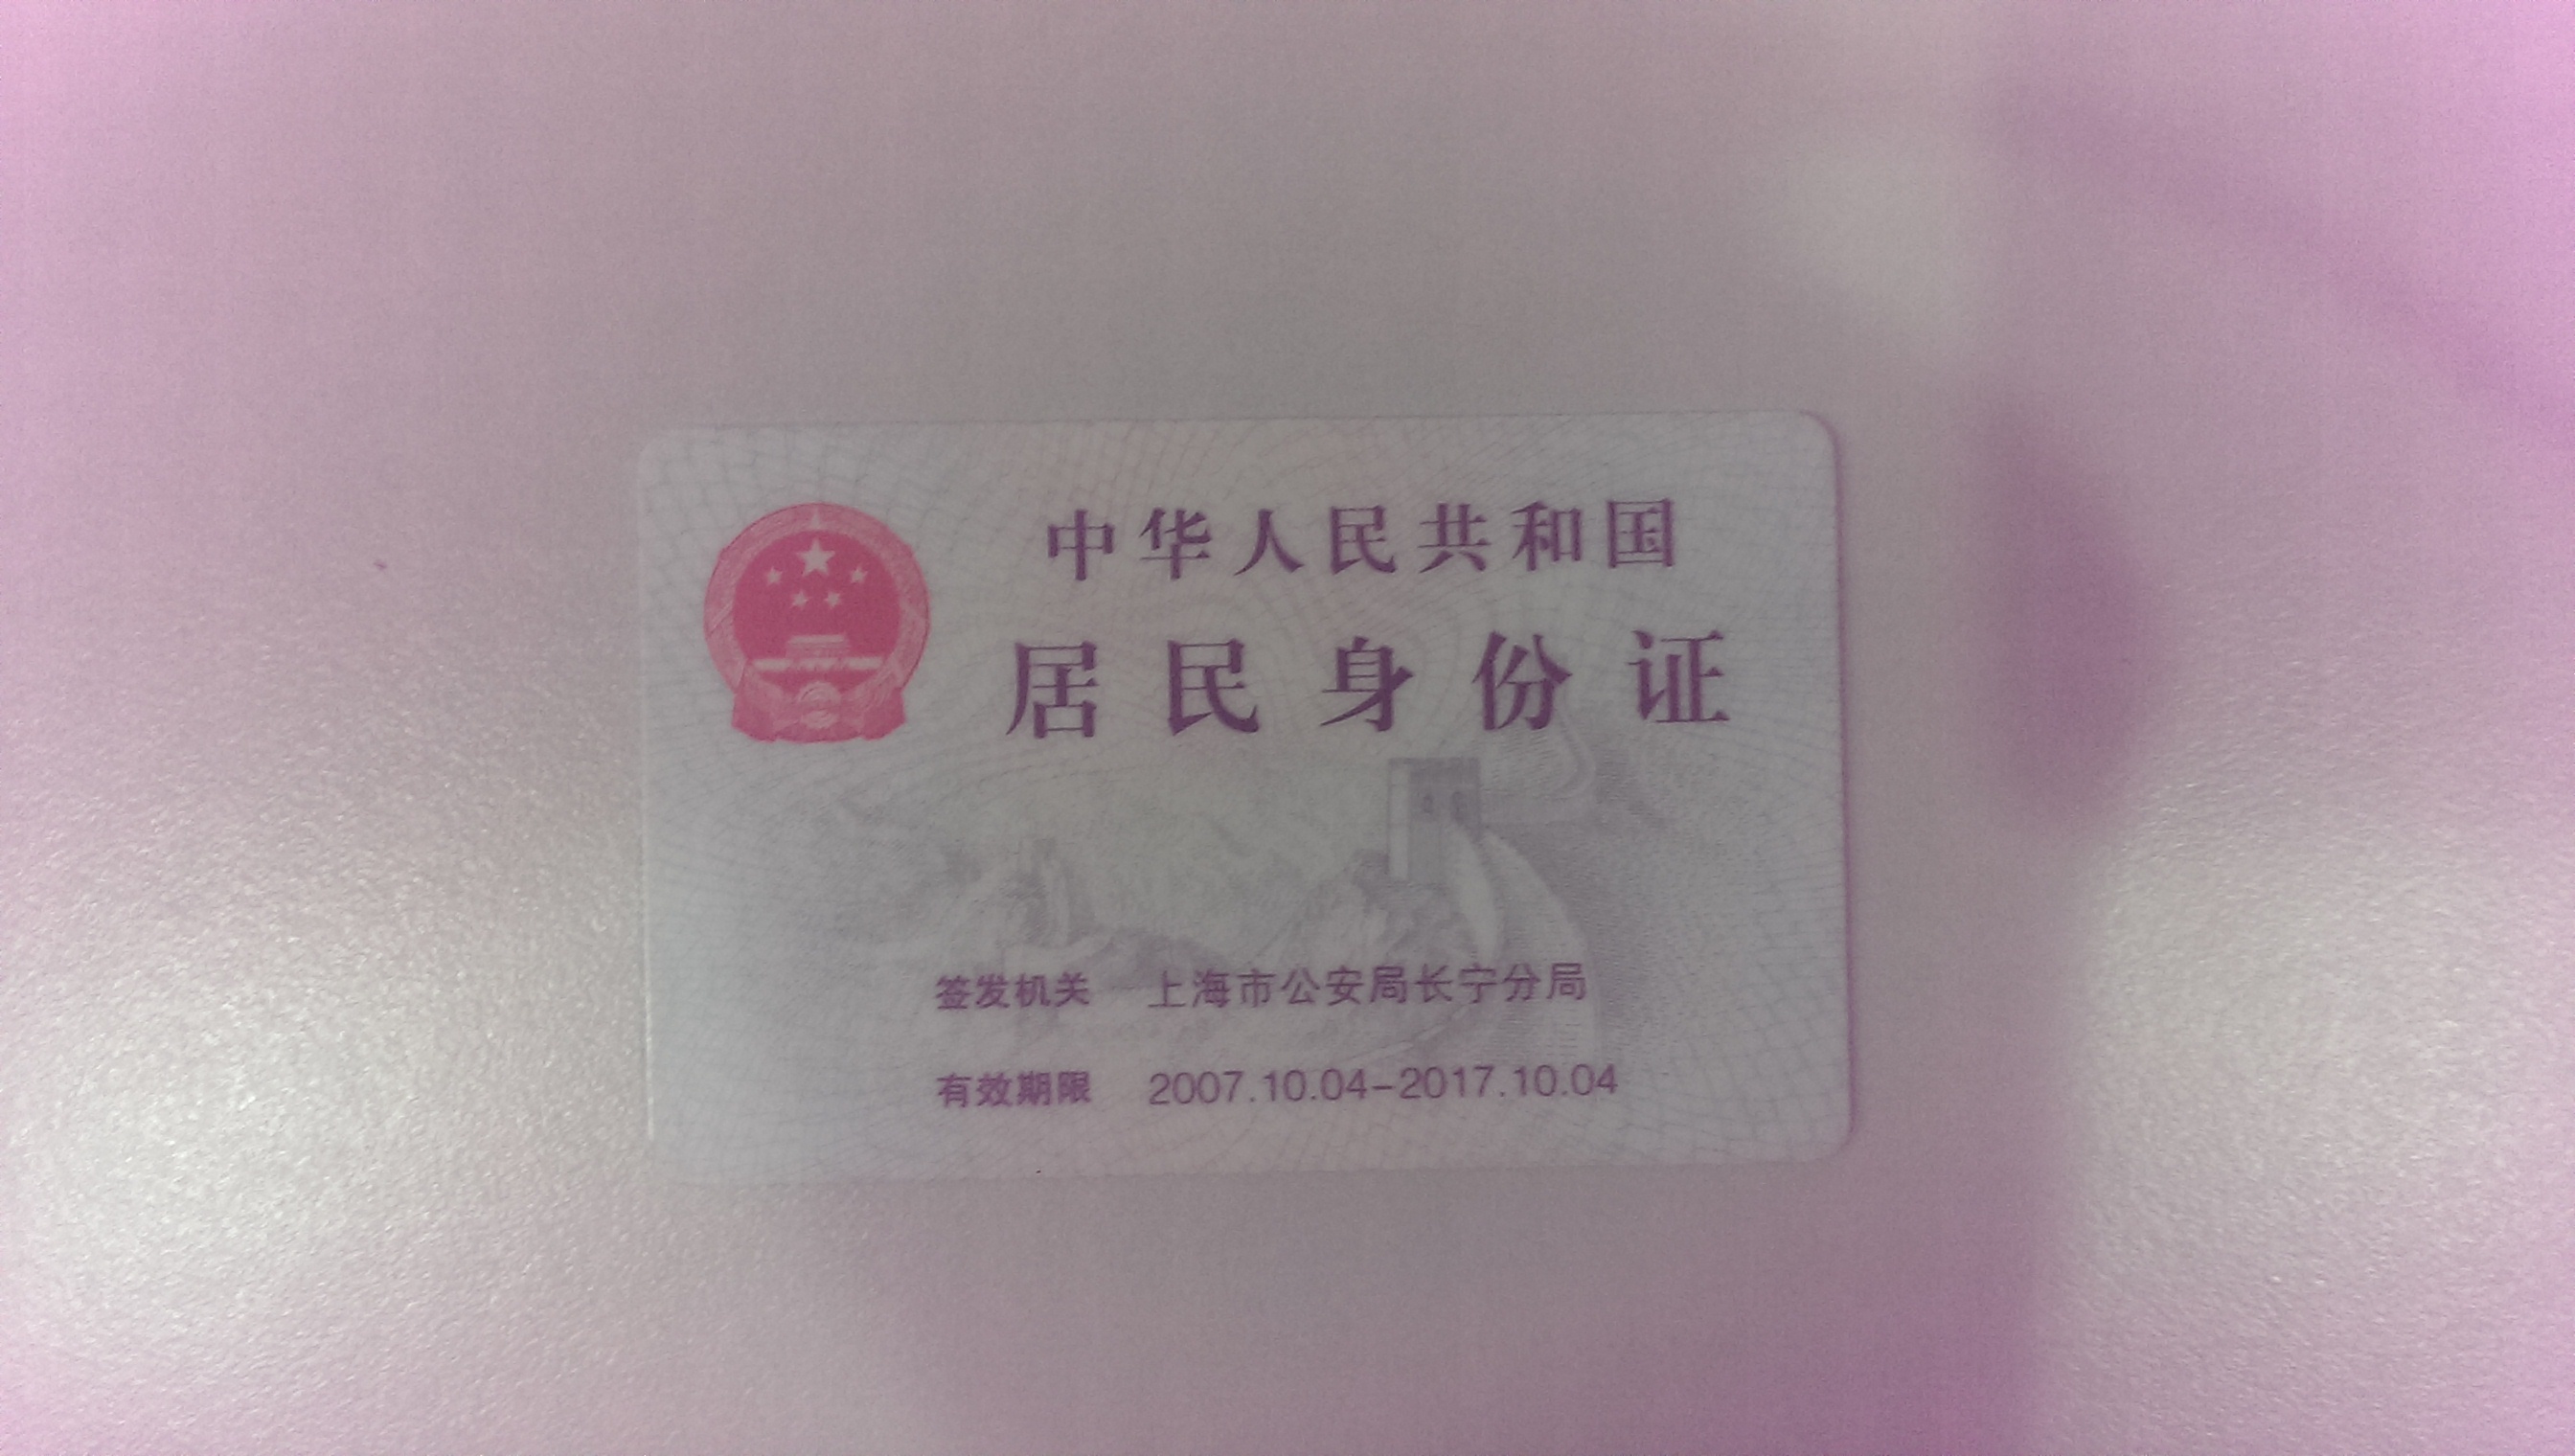 中华人民共和国
居民身份证
签发机关 上海市公安局长宁分局
有效期限 2007.10.04-2017.10.04